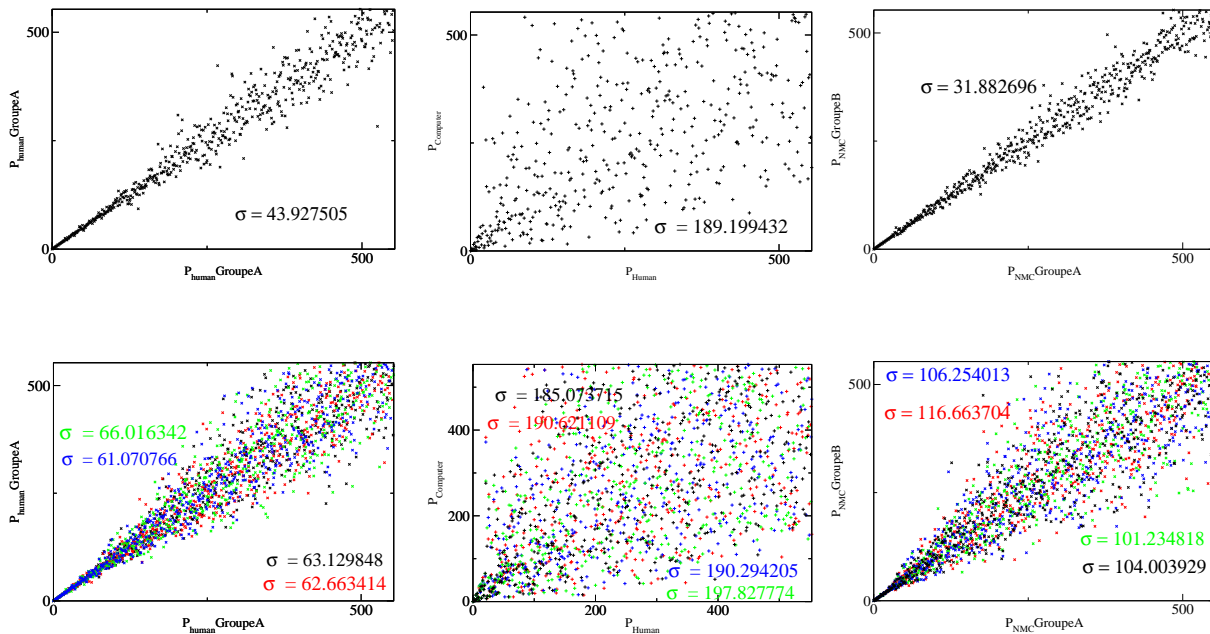 500
P_human GroupeA
σ = 43.927505
0
0
500
P_human GroupeA
500
P_Computer
σ = 189.199432
0
0
500
P_Human
500
P_NMC GroupeB
σ = 31.882696
0
0
500
P_NMC GroupeA
500
P_human GroupeA
σ = 66.016342
σ = 61.070766
σ = 63.129848
σ = 62.663414
0
0
500
P_human GroupeA
σ = 185.073715
σ = 190.621109
400
P_Computer
200
σ = 190.294205
σ = 197.827774
0
0
200
400
P_Human
σ = 106.254013
500
σ = 116.663704
P_NMC GroupeB
σ = 101.234818
σ = 104.003929
0
0
500
P_NMC GroupeA